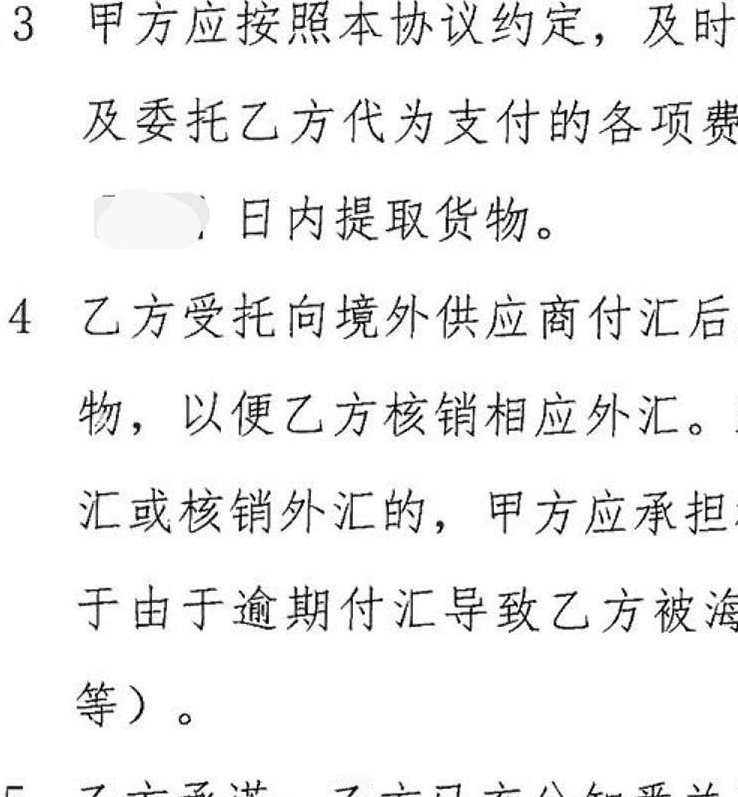 3 甲方应按照本协议约定，及时
及委托乙方代为支付的各项费
日内提取货物。
4 乙方受托向境外供应商付汇后
物，以便乙方核销相应外汇。
汇或核销外汇的，甲方应承担
于由于逾期付汇导致乙方被海
等）。